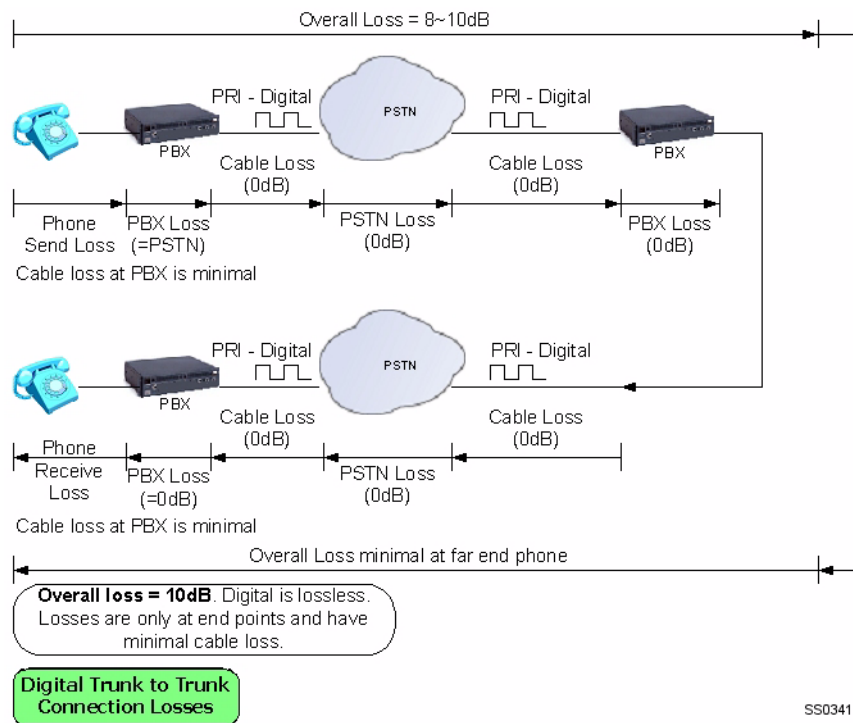 Overall Loss = 8~10dB
PRI - Digital
PSTN
PRI - Digital
PBX
PBX
Cable Loss
(0dB)
Cable Loss
(0dB)
Phone
Send Loss
PBX Loss
(=PSTN)
PSTN Loss
(0dB)
PBX Loss
(0dB)
Cable loss at PBX is minimal
PRI - Digital
PSTN
PRI - Digital
PBX
Cable Loss
(0dB)
Cable Loss
(0dB)
Phone
Receive
Loss
PBX Loss
(=0dB)
PSTN Loss
(0dB)
Cable loss at PBX is minimal
Overall Loss minimal at far end phone
Overall loss = 10dB. Digital is lossless.
Losses are only at end points and have
minimal cable loss.
Digital Trunk to Trunk
Connection Losses
SS0341